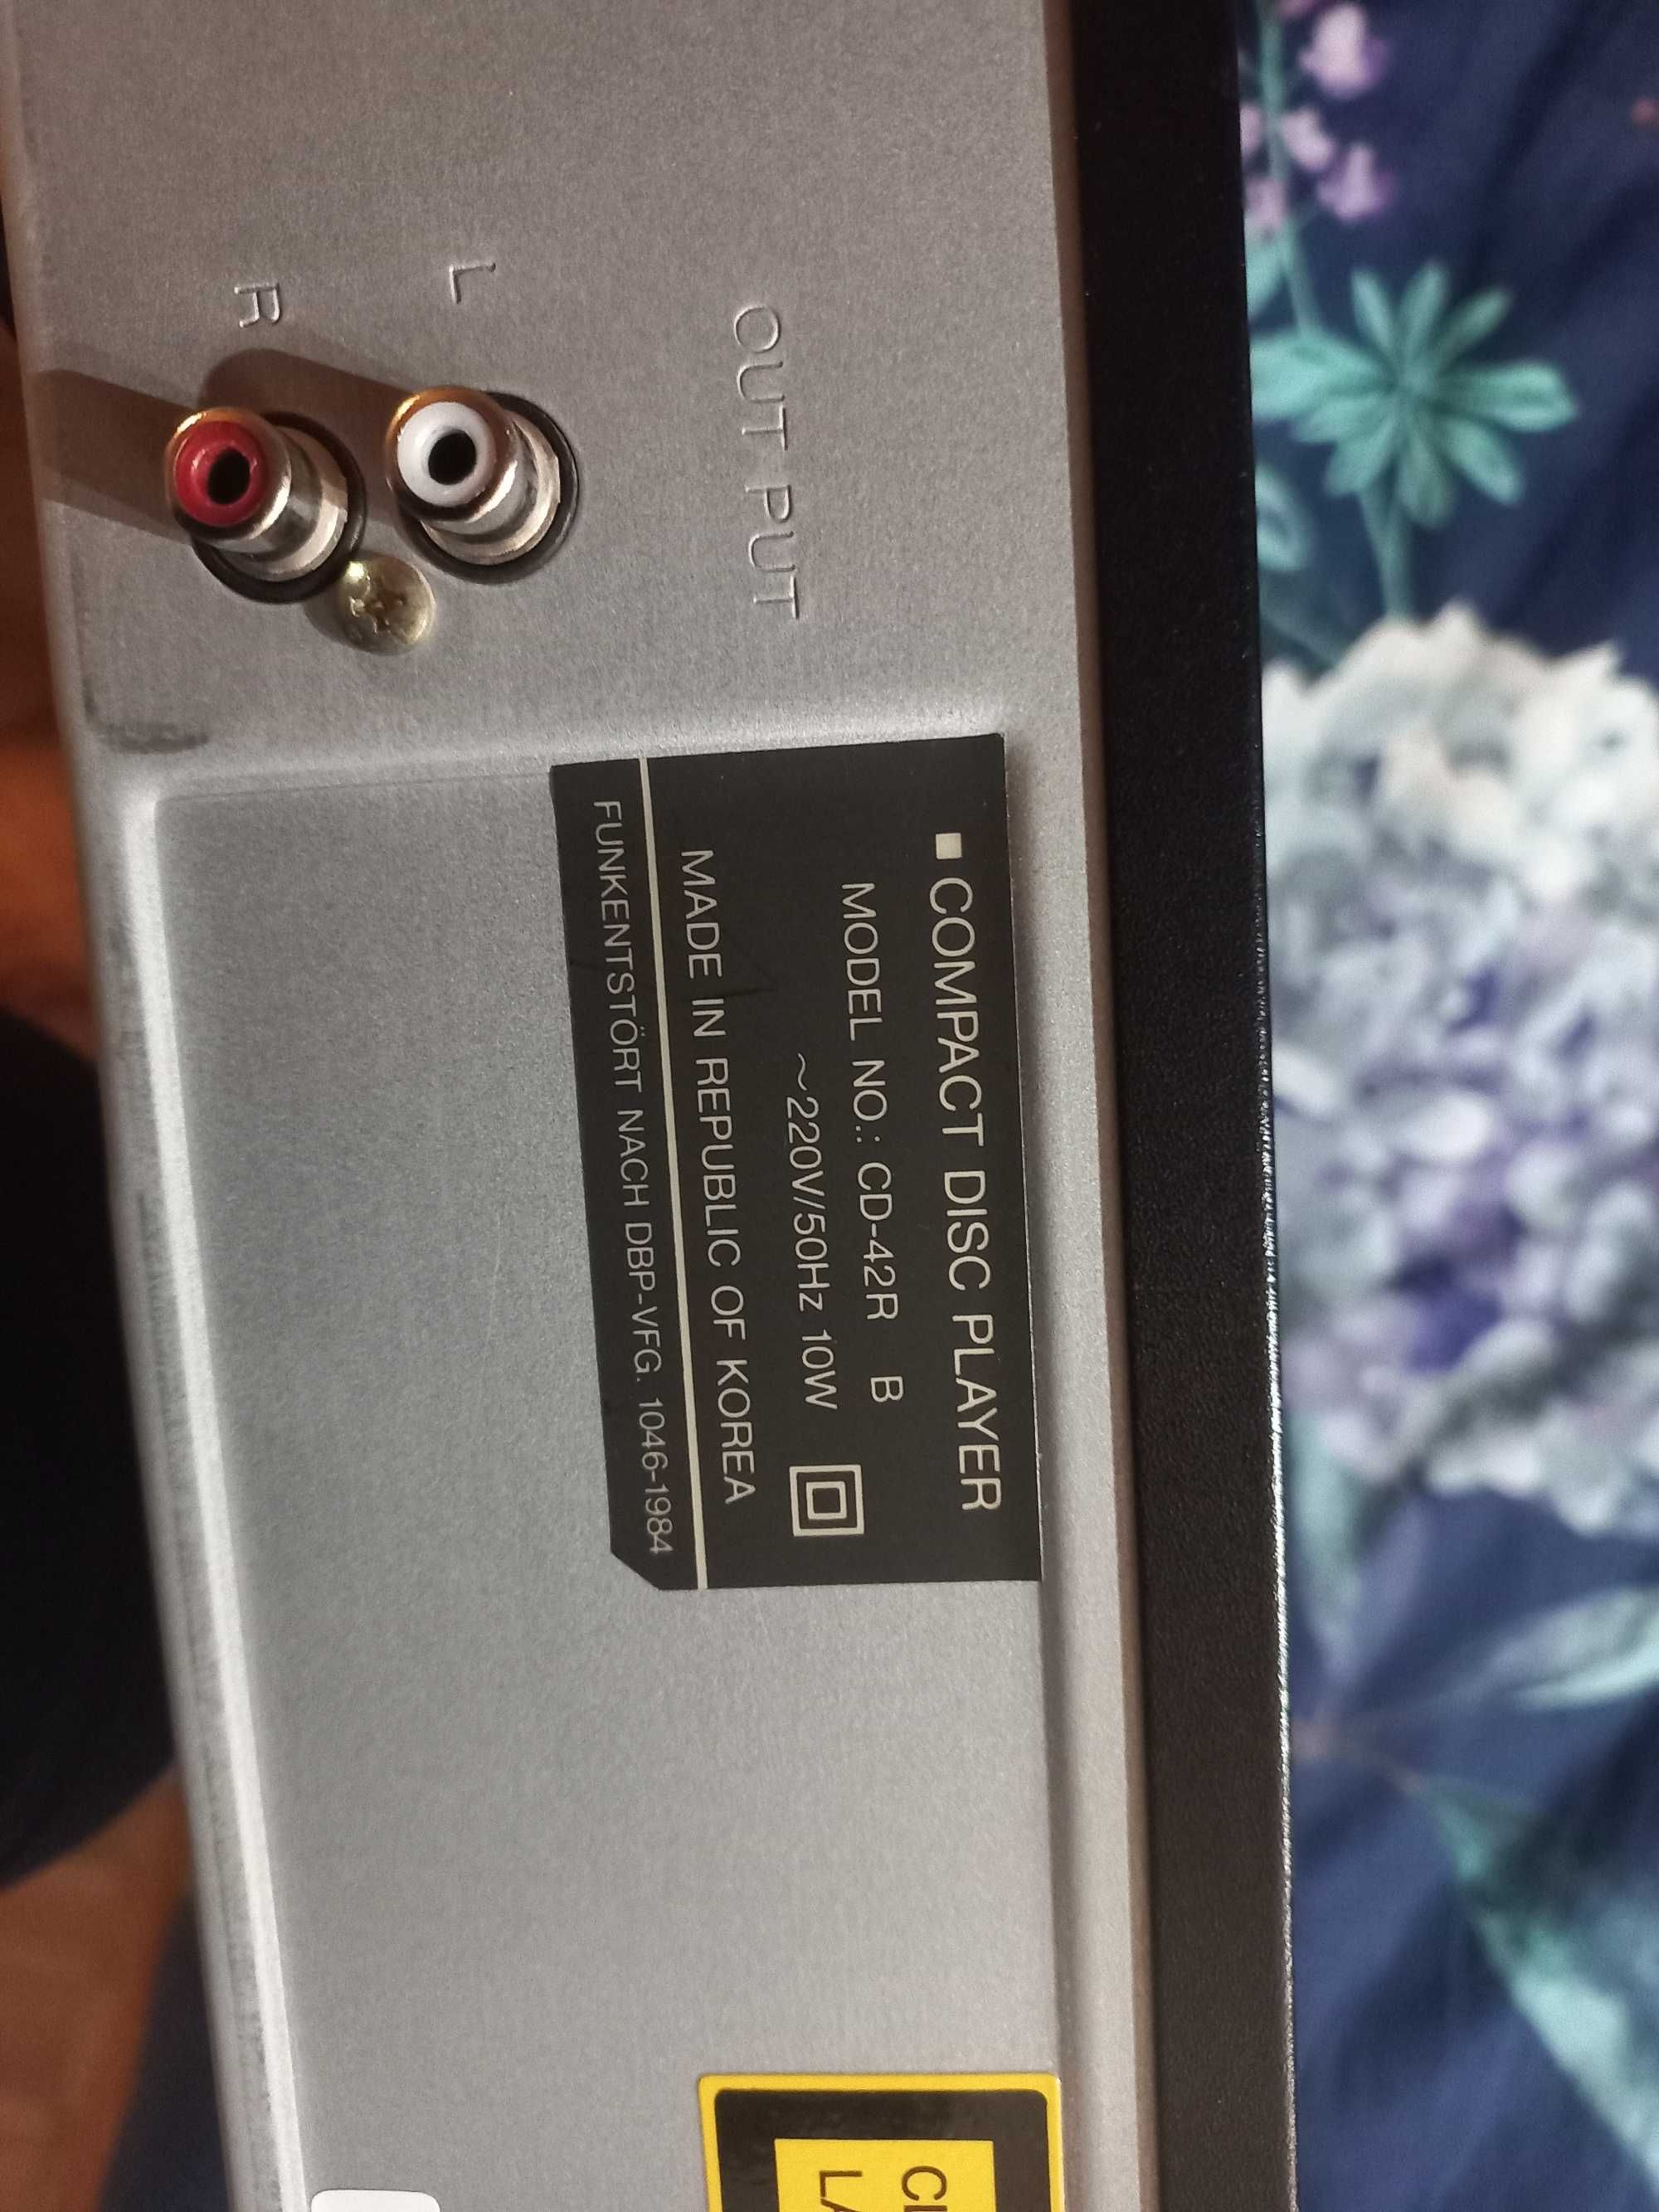 OUT PUT
L
R
COMPACT DISC PLAYER
MODEL NO.: CD-42R B
~220V/50Hz 10W
MADE IN REPUBLIC OF KOREA
FUNKENTSTÖRT NACH DBP-VFG. 1046-1984